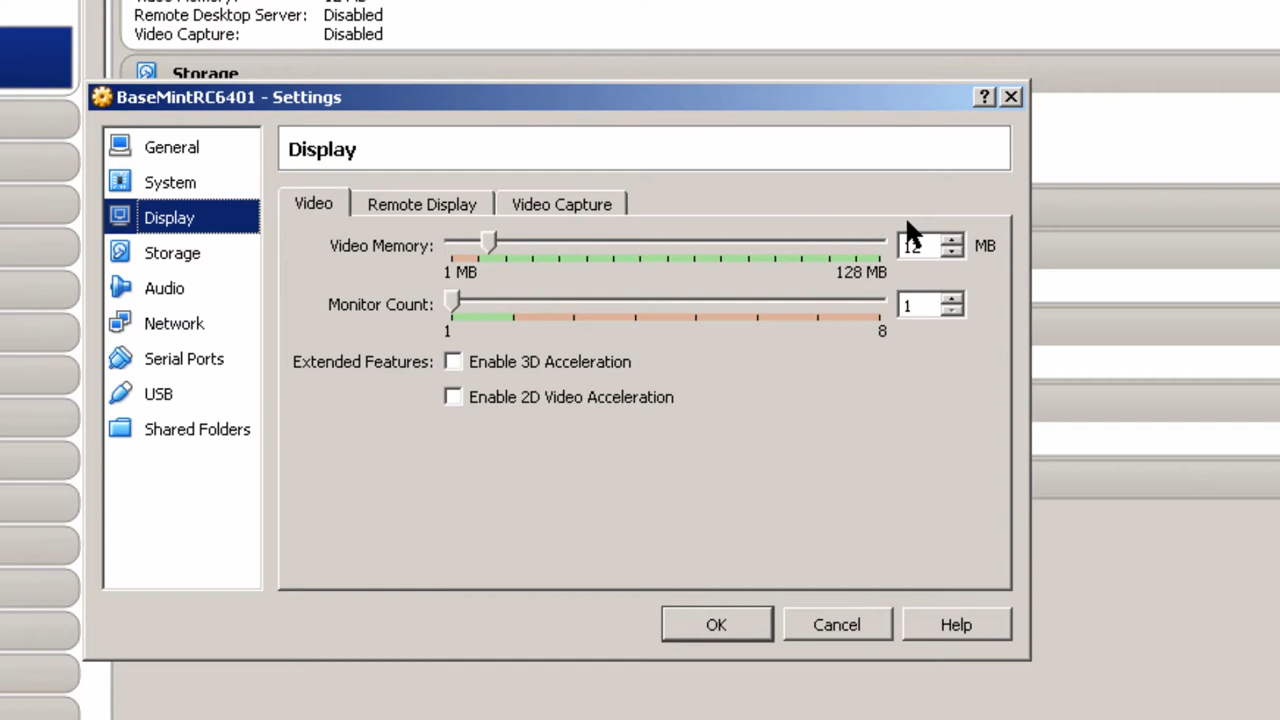 Remote Desktop Server: Disabled
Video Capture: Disabled
Storage
BaseMintRC6401 - Settings
?
General
System
Display
Storage
Audio
Network
Serial Ports
USB
Shared Folders
Display
Video Remote Display Video Capture
Video Memory: 12 MB
1 MB 128 MB
Monitor Count: 1
1 8
Extended Features: Enable 3D Acceleration
Enable 2D Video Acceleration
OK Cancel Help